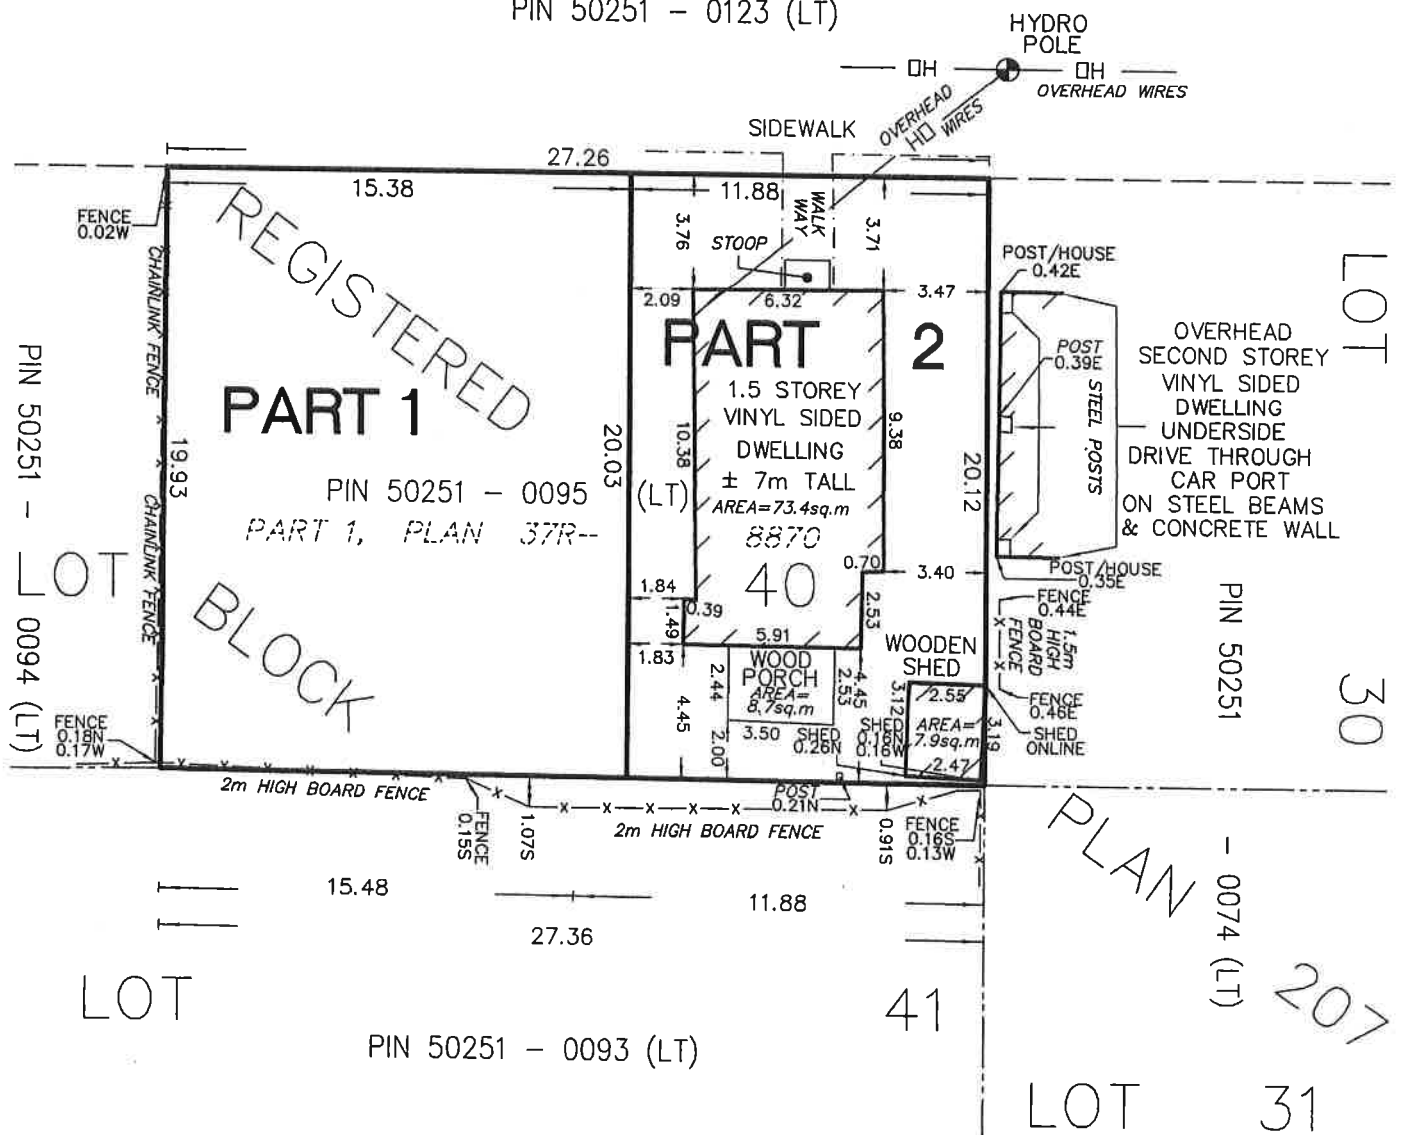 PIN 50251 - 0123 (LT)
HYDRO
POLE
OH
OH
OVERHEAD WIRES
OVERHEAD
HO WIRES
SIDEWALK
27.26
15.38
11.88
REGISTERED
BLOCK
FENCE
0.02W
CHAINLINK FENCE
CHAINLINK FENCE
3.76
STOOP
WALK
WAY
3.71
POST/HOUSE
0.42E
2.09
6.32
3.47
PART 1
PART 2
1.5 STOREY
VINYL SIDED
DWELLING
± 7m TALL
AREA=73.4sq.m
8870
40
POST
0.39E
STEEL POSTS
OVERHEAD
SECOND STOREY
VINYL SIDED
DWELLING
UNDERSIDE
DRIVE THROUGH
CAR PORT
ON STEEL BEAMS
& CONCRETE WALL
LOT
30
PIN 50251 - 0094 (LT)
LOT
19.93
20.03
10.38
9.38
20.12
PIN 50251 - 0095 (LT)
PART 1, PLAN 37R--
0.70
3.40
POST/HOUSE
0.35E
1.84
0.39
1.49
2.53
5.91
1.83
FENCE
0.44E
1.5m
HIGH
BOARD
FENCE
FENCE
0.46E
PIN 50251 - 0074 (LT)
WOODEN
SHED
WOOD
PORCH
AREA=
8.7sq.m
2.44
2.53
4.45
4.45
2.00
3.50
3.12
2.55
AREA=
7.9sq.m
3.19
2.47
SHED
ONLINE
SHED
0.26N
SHED
0.18N
0.16W
FENCE
0.18N
0.17W
2m HIGH BOARD FENCE
FENCE
0.15S
1.07S
2m HIGH BOARD FENCE
POST
0.21N
0.91S
FENCE
0.16S
0.13W
PLAN 207
15.48
11.88
27.36
LOT 41
PIN 50251 - 0093 (LT)
LOT 31